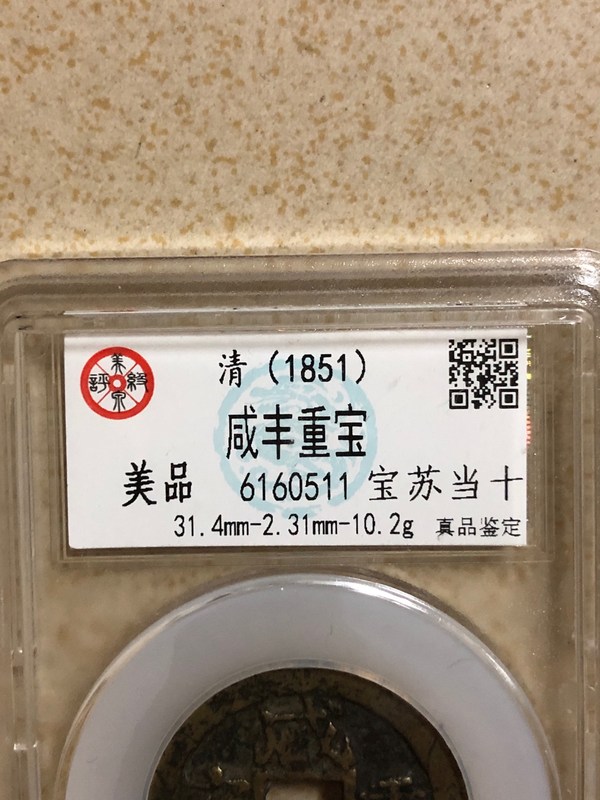 清（1851）
咸丰重宝
美品 6160511 宝苏当十
31.4mm-2.31mm-10.2g 真品鉴定